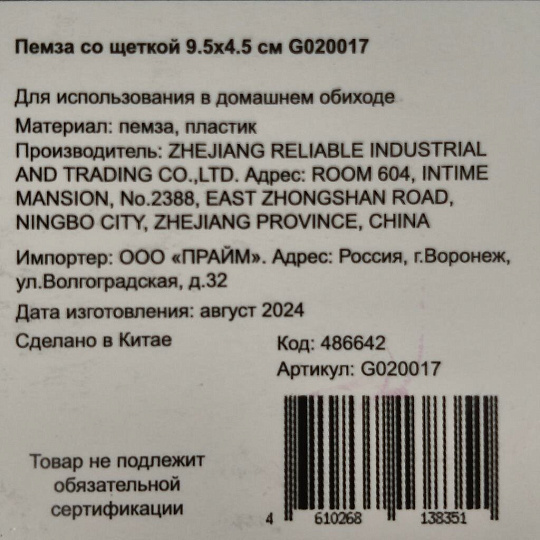 Пемза со щеткой 9.5х4.5 см G020017
Для использования в домашнем обиходе
Материал: пемза, пластик
Производитель: ZHEJIANG RELIABLE INDUSTRIAL
AND TRADING CO.,LTD. Адрес: ROOM 604, INTIME
MANSION, No.2388, EAST ZHONGSHAN ROAD,
NINGBO CITY, ZHEJIANG PROVINCE, CHINA
Импортер: ООО «ПРАЙМ». Адрес: Россия, г.Воронеж,
ул.Волгоградская, д.32
Дата изготовления: август 2024
Сделано в Китае
Код: 486642
Артикул: G020017
Товар не подлежит
обязательной
сертификации
4 610268 138351